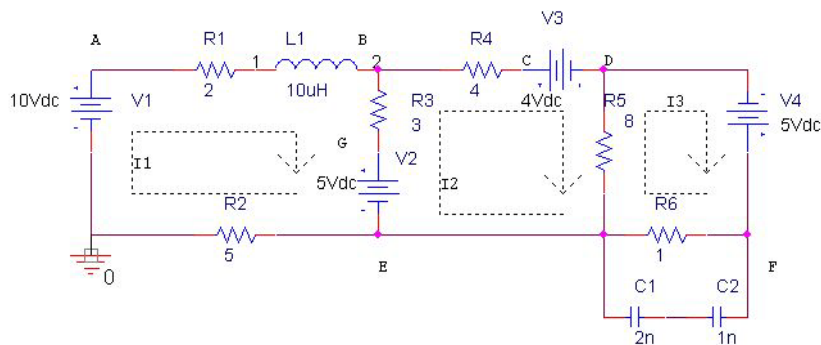 V3
A R1 L1 B R4 C D
1 2
10Vdc V1 2 10uH 4 4Vdc V4
R3 R5 I3
3 8 5Vdc
G V2
I1 5Vdc I2
R2 R6
5 1
E F
0 C1 C2
2n 1n